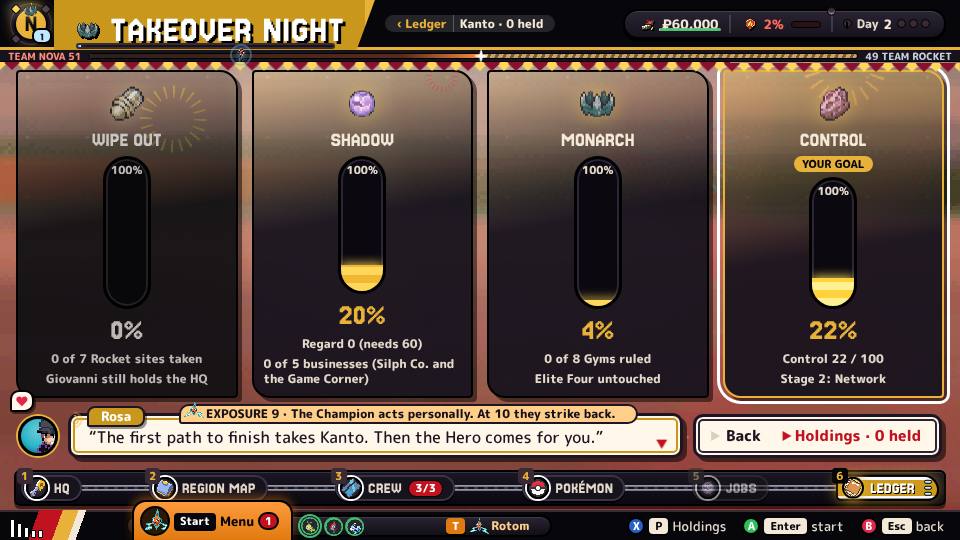 N
1
TAKEOVER NIGHT
‹ Ledger | Kanto · 0 held
₽60,000
2%
Day 2
TEAM NOVA 51
49 TEAM ROCKET
WIPE OUT
100%
0%
0 of 7 Rocket sites taken
Giovanni still holds the HQ
SHADOW
100%
20%
Regard 0 (needs 60)
0 of 5 businesses (Silph Co. and
the Game Corner)
MONARCH
100%
4%
0 of 8 Gyms ruled
Elite Four untouched
CONTROL
YOUR GOAL
100%
22%
Control 22 / 100
Stage 2: Network
Rosa
EXPOSURE 9 · The Champion acts personally. At 10 they strike back.
“The first path to finish takes Kanto. Then the Hero comes for you.”
Back
Holdings · 0 held
1 HQ
2 REGION MAP
3 CREW 3/3
4 POKÉMON
5 JOBS
6 LEDGER
Start Menu 1
T Rotom
X P Holdings
A Enter start
B Esc back